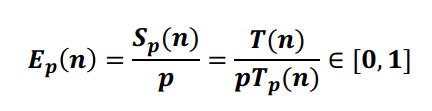 E_p(n) = S_p(n) / p = T(n) / pT_p(n) ∈ [0, 1]